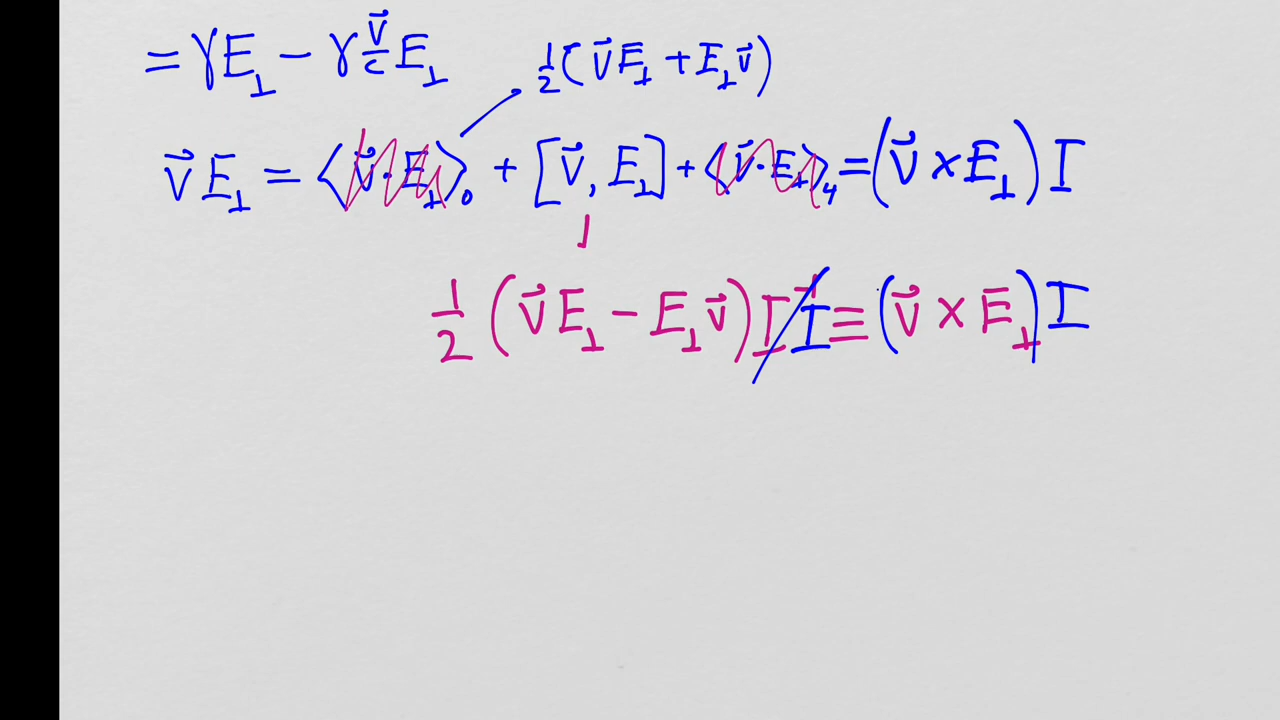 = γE⊥ − γ v⃗/c E⊥
½(v⃗E⊥ + E⊥v⃗)
v⃗E⊥ = ⟨v⃗·E⊥⟩₀ + [v⃗, E⊥] + ⟨v⃗·E⊥⟩₄ = (v⃗ × E⊥) I
½(v⃗E⊥ − E⊥v⃗) I⁻¹ I ≡ (v⃗ × E⊥) I